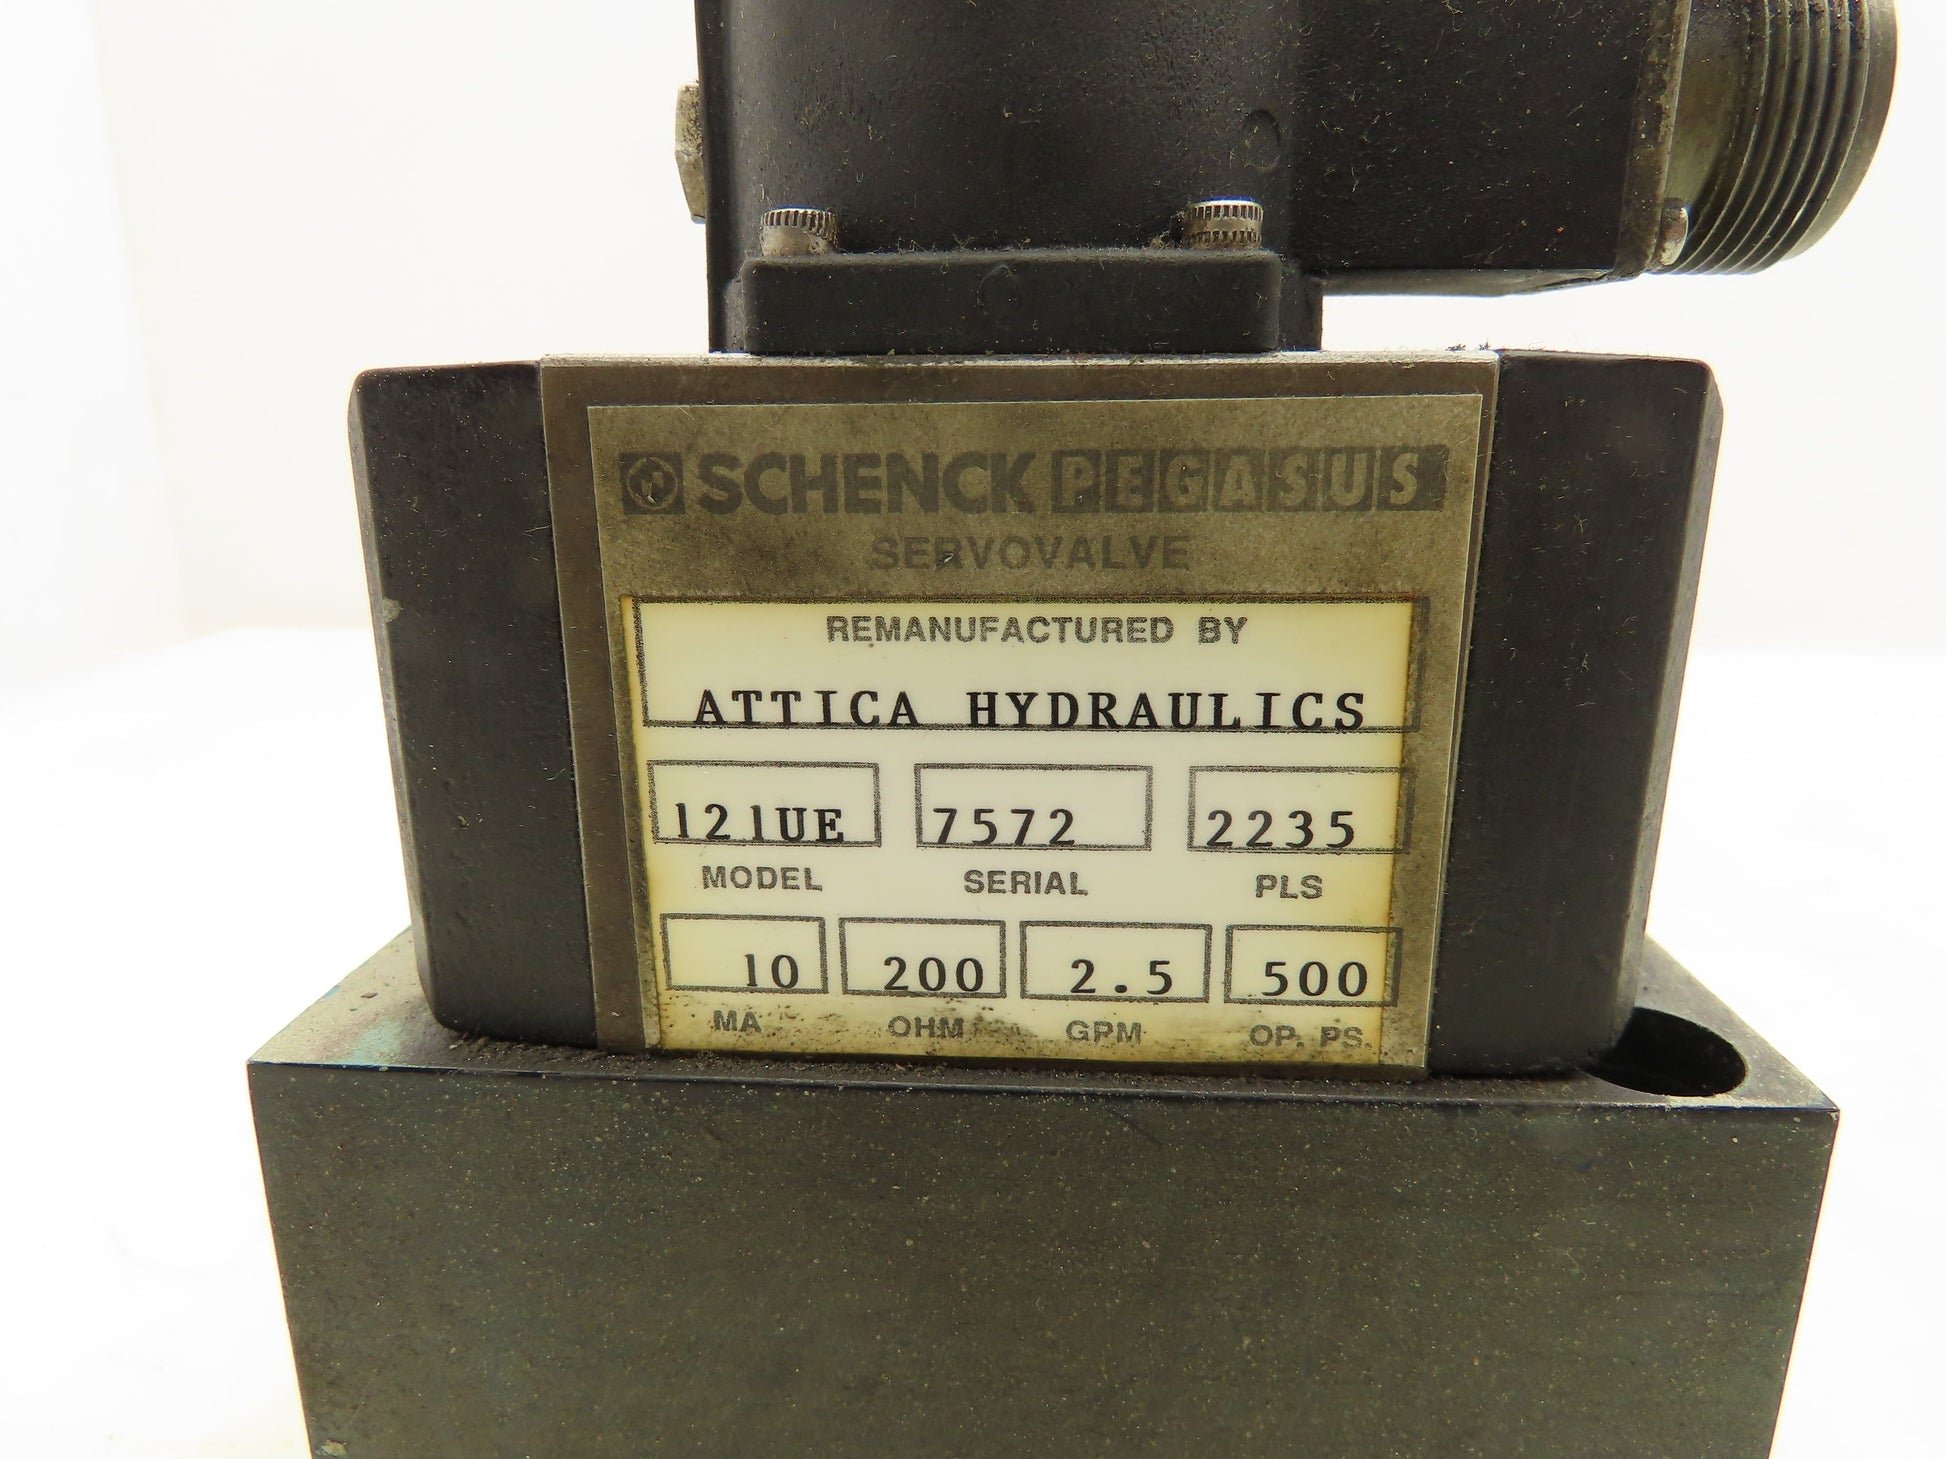 SCHENCK PEGASUS
SERVOVALVE
REMANUFACTURED BY
ATTICA HYDRAULICS
121UE 7572 2235
MODEL SERIAL PLS
10 200 2.5 500
MA OHM GPM OP. PS.